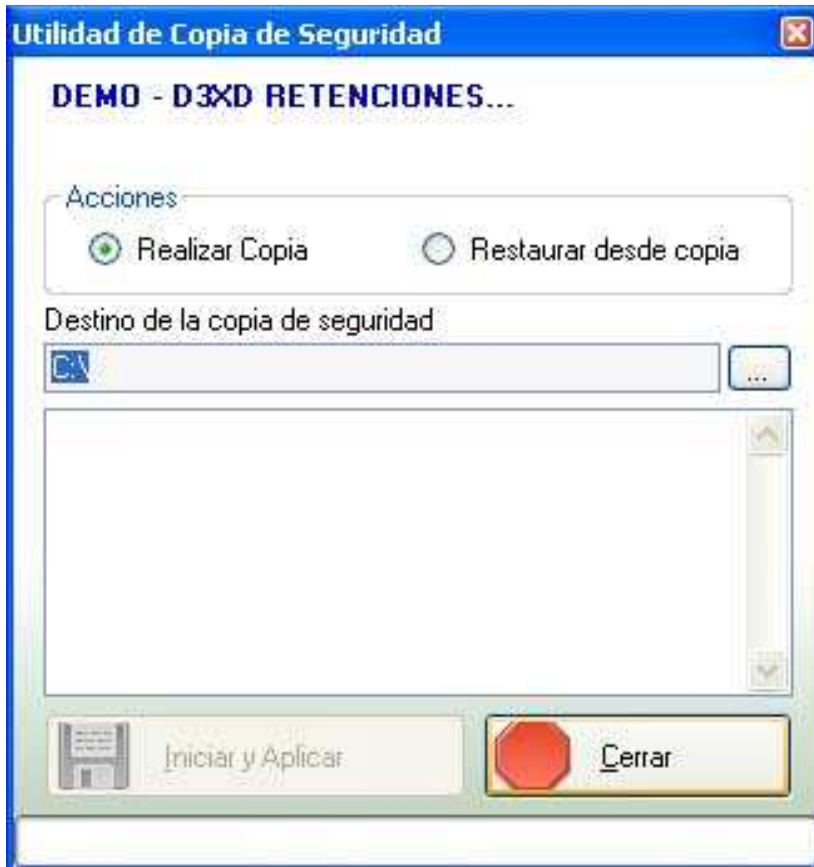 Utilidad de Copia de Seguridad
DEMO - D3XD RETENCIONES...
Acciones
Realizar Copia
Restaurar desde copia
Destino de la copia de seguridad
C:\
...
Iniciar y Aplicar
Cerrar